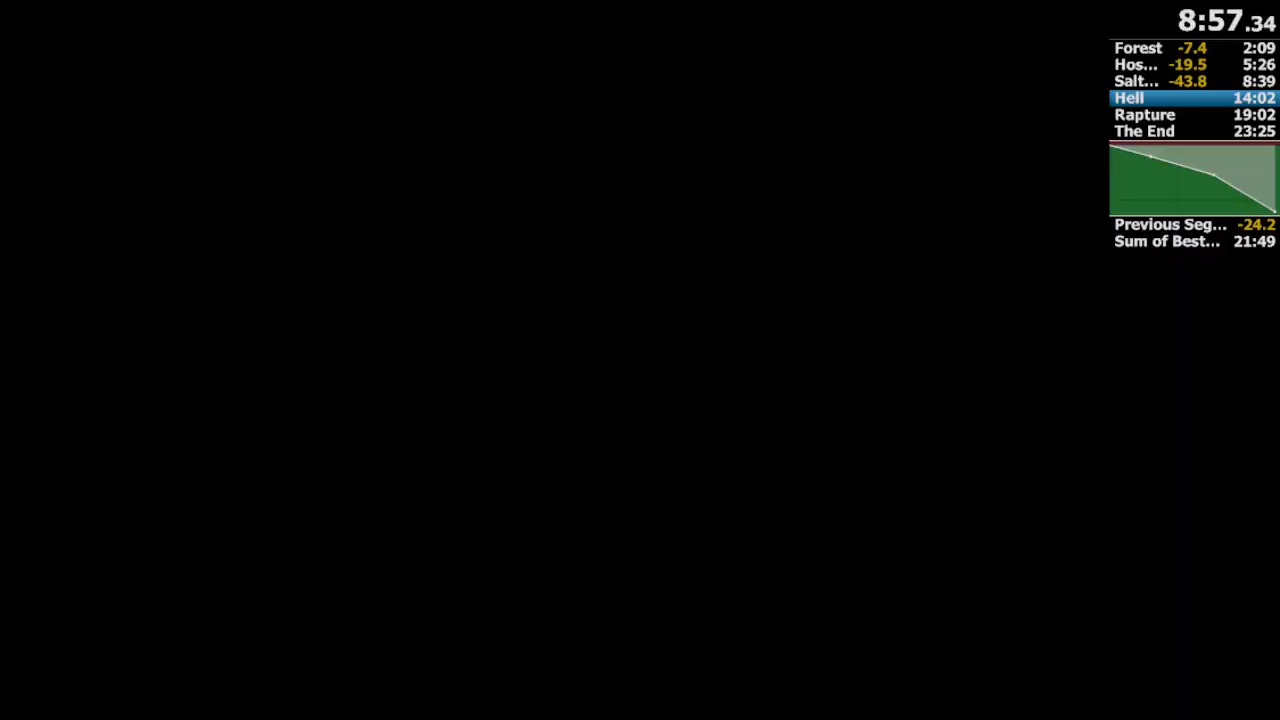 8:57.34
Forest -7.4 2:09
Hos... -19.5 5:26
Salt... -43.8 8:39
Hell 14:02
Rapture 19:02
The End 23:25
Previous Seg... -24.2
Sum of Best... 21:49